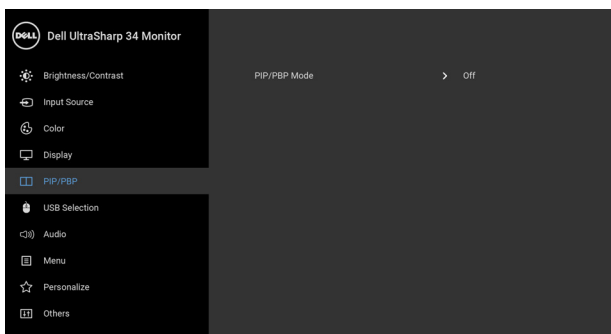 DELL Dell UltraSharp 34 Monitor
Brightness/Contrast
PIP/PBP Mode Off
Input Source
Color
Display
PIP/PBP
USB Selection
Audio
Menu
Personalize
Others